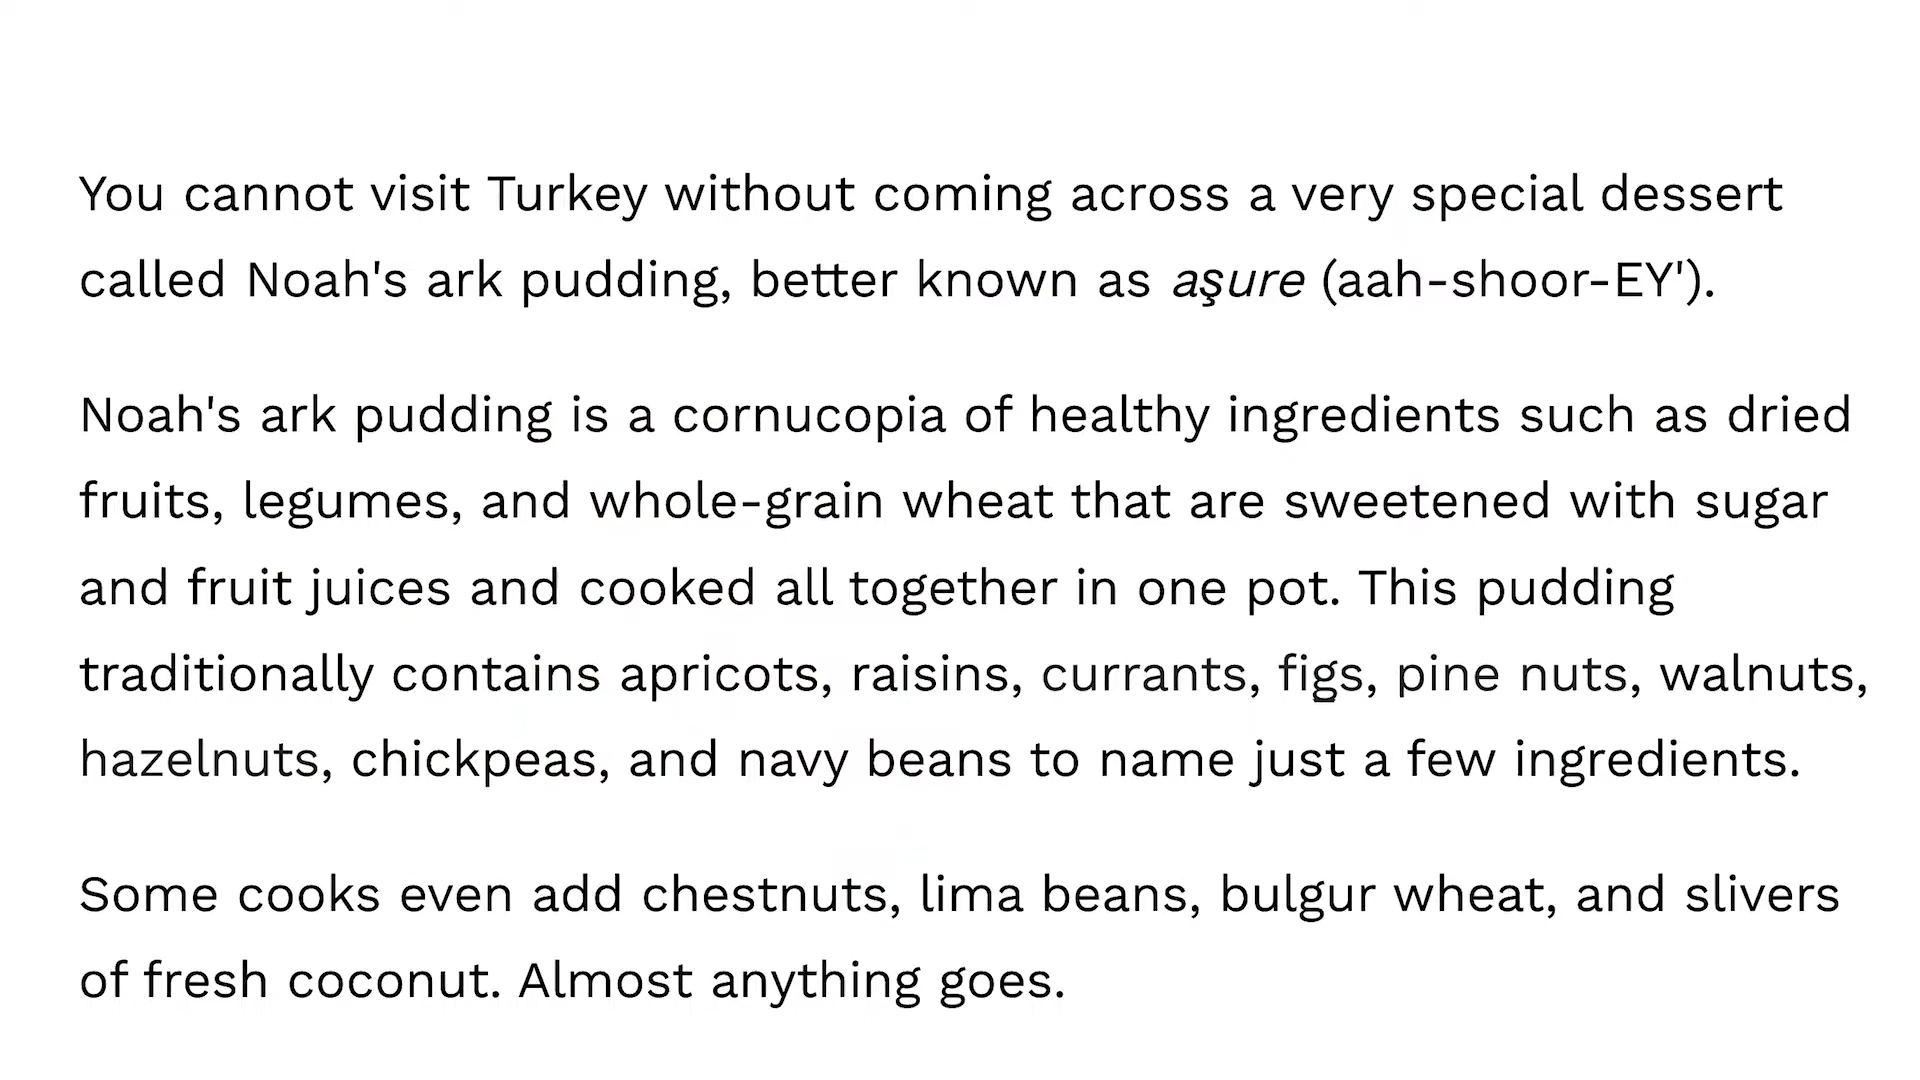 You cannot visit Turkey without coming across a very special dessert
called Noah's ark pudding, better known as aşure (aah-shoor-EY').
Noah's ark pudding is a cornucopia of healthy ingredients such as dried
fruits, legumes, and whole-grain wheat that are sweetened with sugar
and fruit juices and cooked all together in one pot. This pudding
traditionally contains apricots, raisins, currants, figs, pine nuts, walnuts,
hazelnuts, chickpeas, and navy beans to name just a few ingredients.
Some cooks even add chestnuts, lima beans, bulgur wheat, and slivers
of fresh coconut. Almost anything goes.